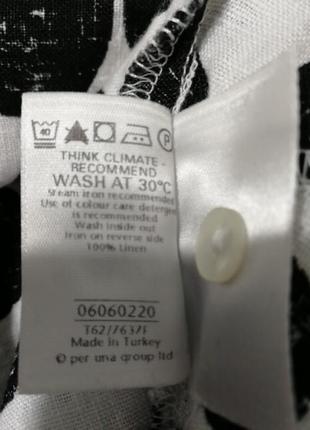 40 P
THINK CLIMATE -
RECOMMEND
WASH AT 30°C
Steam iron recommended
Use of colour care detergent
is recommended
Wash inside out
Iron on reverse side
100% Linen
06060220
T62/7637F
Made in Turkey
© per una group ltd